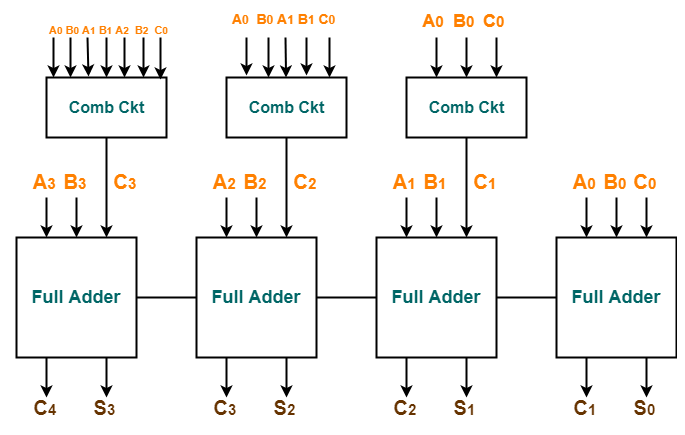 A0 B0 A1 B1 A2 B2 C0
A0 B0 A1 B1 C0
A0 B0 C0
Comb Ckt
Comb Ckt
Comb Ckt
A3 B3 C3
A2 B2 C2
A1 B1 C1
A0 B0 C0
Full Adder
Full Adder
Full Adder
Full Adder
C4 S3
C3 S2
C2 S1
C1 S0